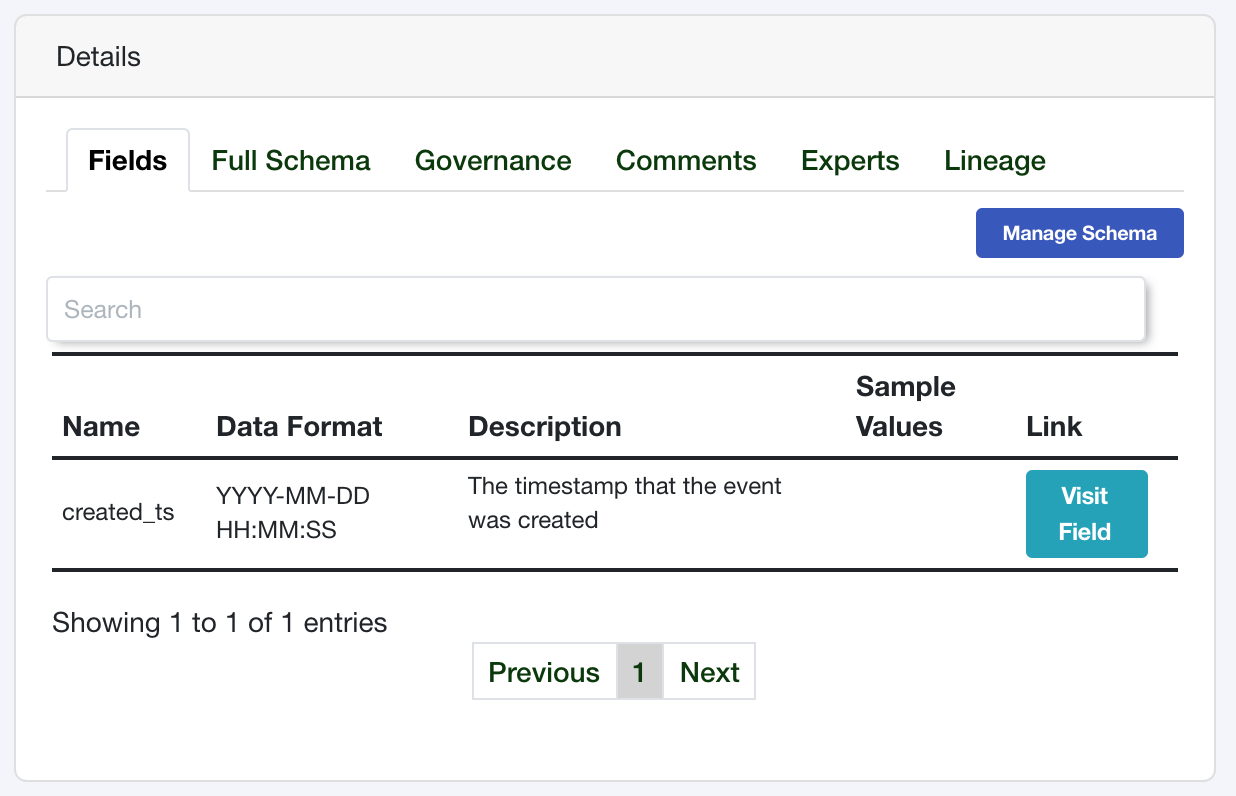 Details
Fields Full Schema Governance Comments Experts Lineage
Manage Schema
Search
Name Data Format Description Sample Values Link
created_ts YYYY-MM-DD HH:MM:SS The timestamp that the event was created Visit Field
Showing 1 to 1 of 1 entries
Previous 1 Next